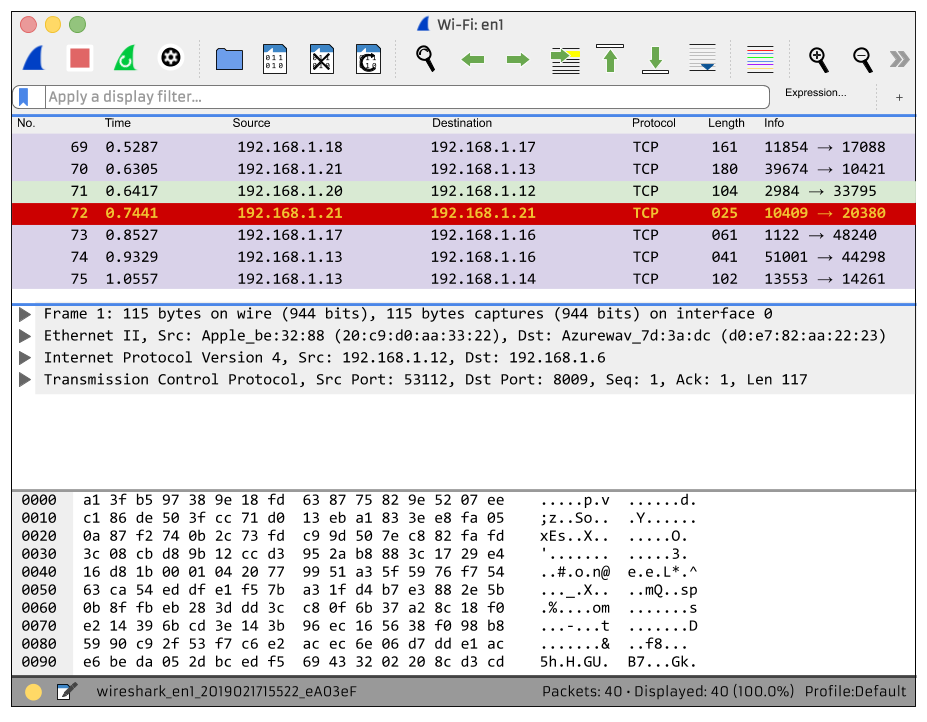 Wi-Fi: en1
Apply a display filter... Expression... +
No. Time Source Destination Protocol Length Info
69 0.5287 192.168.1.18 192.168.1.17 TCP 161 11854 → 17088
70 0.6305 192.168.1.21 192.168.1.13 TCP 180 39674 → 10421
71 0.6417 192.168.1.20 192.168.1.12 TCP 104 2984 → 33795
72 0.7441 192.168.1.21 192.168.1.21 TCP 025 10409 → 20380
73 0.8527 192.168.1.17 192.168.1.16 TCP 061 1122 → 48240
74 0.9329 192.168.1.13 192.168.1.16 TCP 041 51001 → 44298
75 1.0557 192.168.1.13 192.168.1.14 TCP 102 13553 → 14261
Frame 1: 115 bytes on wire (944 bits), 115 bytes captures (944 bits) on interface 0
Ethernet II, Src: Apple_be:32:88 (20:c9:d0:aa:33:22), Dst: Azurewav_7d:3a:dc (d0:e7:82:aa:22:23)
Internet Protocol Version 4, Src: 192.168.1.12, Dst: 192.168.1.6
Transmission Control Protocol, Src Port: 53112, Dst Port: 8009, Seq: 1, Ack: 1, Len 117
0000 a1 3f b5 97 38 9e 18 fd 63 87 75 82 9e 52 07 ee .....p.v ......d.
0010 c1 86 de 50 3f cc 71 d0 13 eb a1 83 3e e8 fa 05 ;z..So.. .Y......
0020 0a 87 f2 74 0b 2c 73 fd c9 9d 50 7e c8 82 fa fd xEs..X.. .....O.
0030 3c 08 cb d8 9b 12 cc d3 95 2a b8 88 3c 17 29 e4 '....... .....3.
0040 16 d8 1b 00 01 04 20 77 99 51 a3 5f 59 76 f7 54 ..#.o.n@ e.e.L*.^
0050 63 ca 54 ed df e1 f5 7b a3 1f d4 b7 e3 88 2e 5b ..._.X.. ..mQ..sp
0060 0b 8f fb eb 28 3d dd 3c c8 0f 6b 37 a2 8c 18 f0 .%....om .......s
0070 e2 14 39 6b cd 3e 14 3b 96 ec 16 56 38 f0 98 b8 ...-...t .......D
0080 59 90 c9 2f 53 f7 c6 e2 ac ec 6e 06 d7 dd e1 ac .......& ..f8...
0090 e6 be da 05 2d bc ed f5 69 43 32 02 20 8c d3 cd 5h.H.GU. B7...Gk.
wireshark_en1_2019021715522_eA03eF Packets: 40 · Displayed: 40 (100.0%) Profile:Default